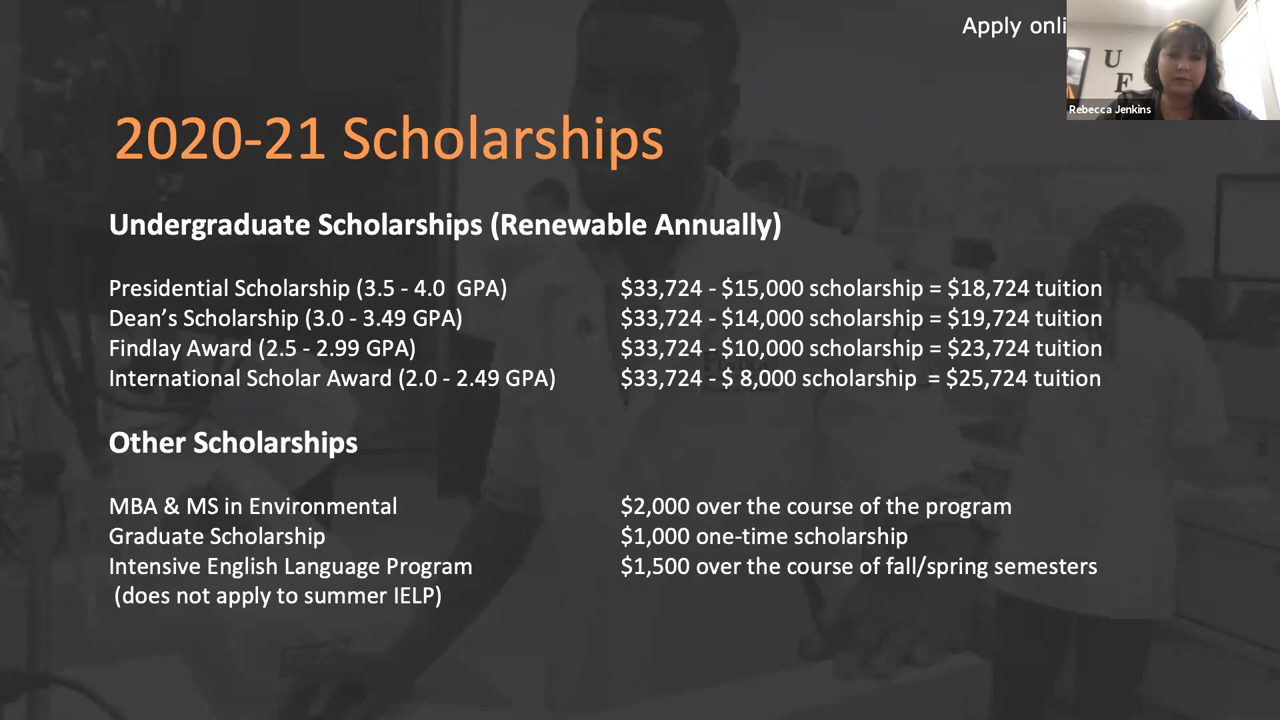 Apply onli
U
F
Rebecca Jenkins
2020-21 Scholarships
Undergraduate Scholarships (Renewable Annually)
Presidential Scholarship (3.5 - 4.0 GPA) $33,724 - $15,000 scholarship = $18,724 tuition
Dean’s Scholarship (3.0 - 3.49 GPA) $33,724 - $14,000 scholarship = $19,724 tuition
Findlay Award (2.5 - 2.99 GPA) $33,724 - $10,000 scholarship = $23,724 tuition
International Scholar Award (2.0 - 2.49 GPA) $33,724 - $ 8,000 scholarship = $25,724 tuition
Other Scholarships
MBA & MS in Environmental $2,000 over the course of the program
Graduate Scholarship $1,000 one-time scholarship
Intensive English Language Program $1,500 over the course of fall/spring semesters
(does not apply to summer IELP)